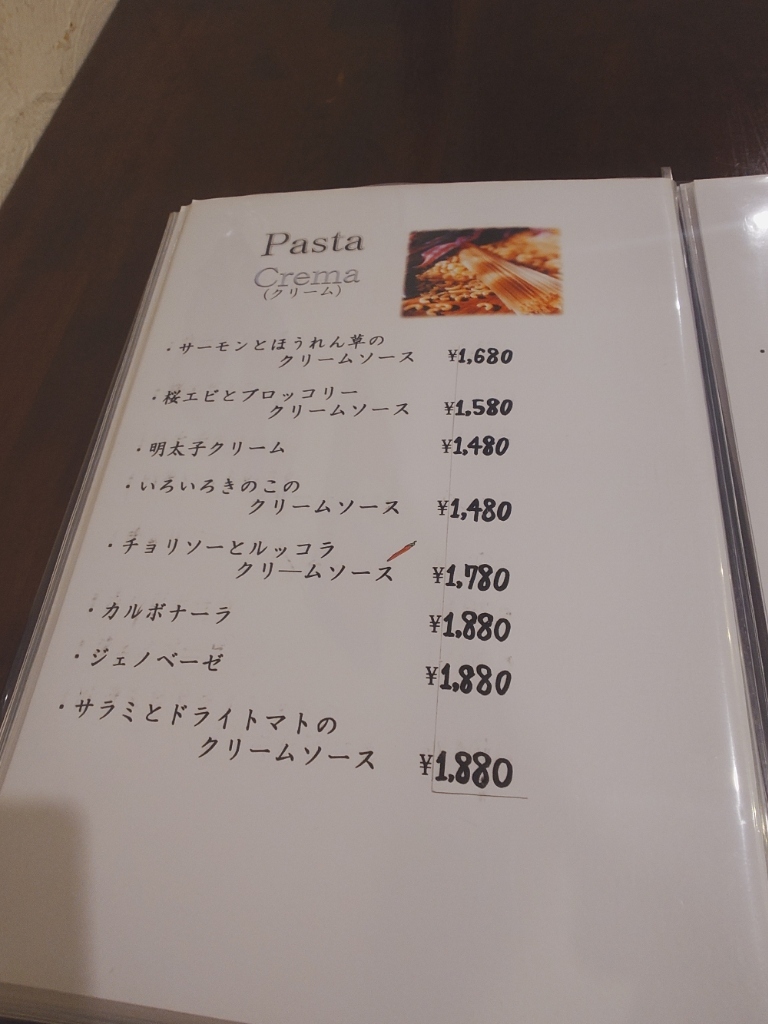 Pasta
Crema
(クリーム)
・サーモンとほうれん草の
クリームソース ¥1,680
・桜エビとブロッコリー
クリームソース ¥1.580
・明太子クリーム ¥1,480
・いろいろきのこの
クリームソース ¥1,480
・チョリソーとルッコラ
クリームソース ¥1,780
・カルボナーラ ¥1.880
・ジェノベーゼ ¥1,880
・サラミとドライトマトの
クリームソース ¥1.880